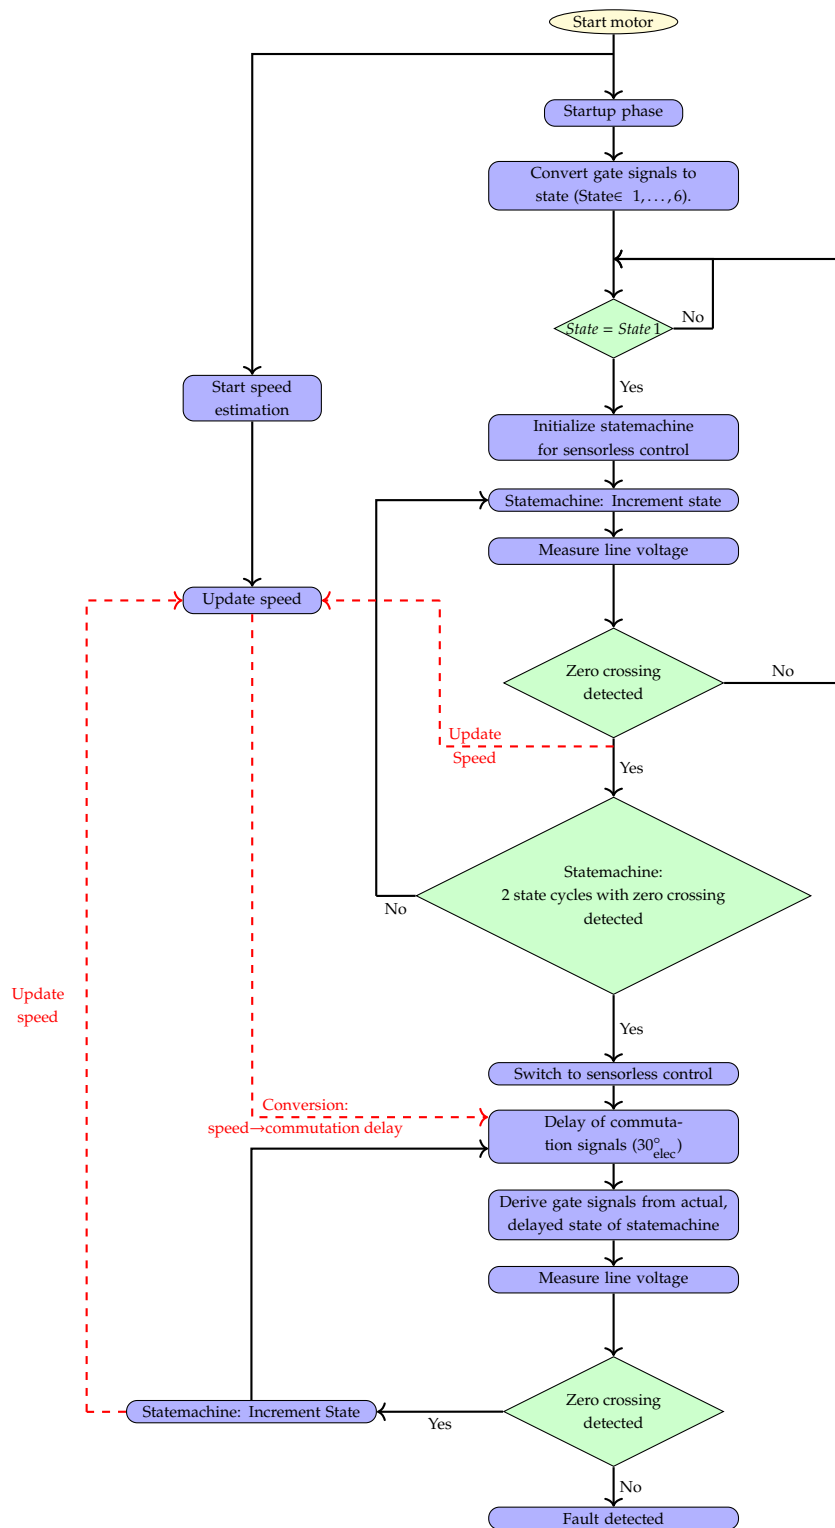 Start motor
Startup phase
Convert gate signals to
state (State∈ 1, . . . , 6).
State = State 1
No
Yes
Start speed
estimation
Initialize statemachine
for sensorless control
Statemachine: Increment state
Measure line voltage
Update speed
Zero crossing
detected
No
Update
Speed
Yes
Statemachine:
2 state cycles with zero crossing
detected
No
Update
speed
Yes
Switch to sensorless control
Conversion:
speed→commutation delay
Delay of commuta-
tion signals (30°elec)
Derive gate signals from actual,
delayed state of statemachine
Measure line voltage
Zero crossing
detected
Statemachine: Increment State
Yes
No
Fault detected